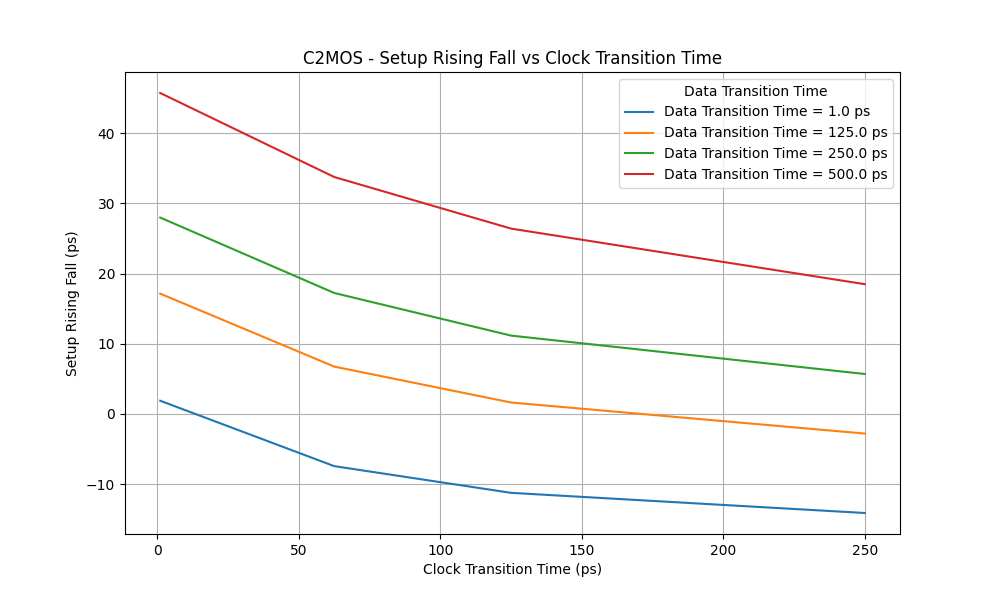 C2MOS - Setup Rising Fall vs Clock Transition Time
Data Transition Time
Data Transition Time = 1.0 ps
Data Transition Time = 125.0 ps
Data Transition Time = 250.0 ps
Data Transition Time = 500.0 ps
Setup Rising Fall (ps)
40
30
20
10
0
−10
0 50 100 150 200 250
Clock Transition Time (ps)